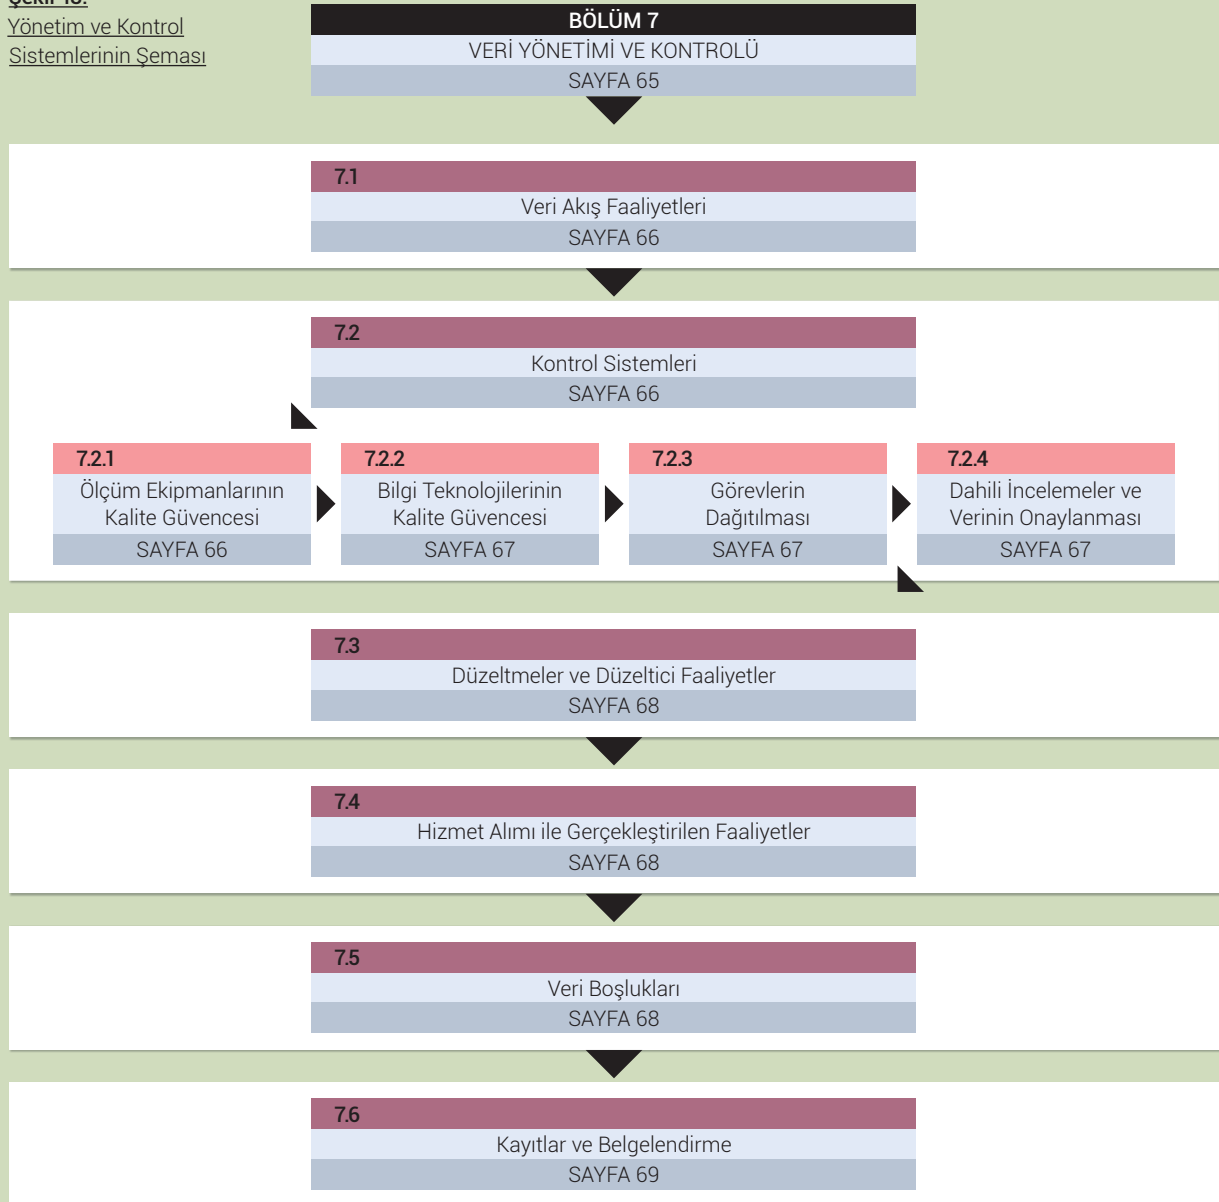 Yönetim ve Kontrol
Sistemlerinin Şeması
BÖLÜM 7
VERİ YÖNETİMİ VE KONTROLÜ
SAYFA 65
7.1
Veri Akış Faaliyetleri
SAYFA 66
7.2
Kontrol Sistemleri
SAYFA 66
7.2.1
Ölçüm Ekipmanlarının
Kalite Güvencesi
SAYFA 66
7.2.2
Bilgi Teknolojilerinin
Kalite Güvencesi
SAYFA 67
7.2.3
Görevlerin
Dağıtılması
SAYFA 67
7.2.4
Dahili İncelemeler ve
Verinin Onaylanması
SAYFA 67
7.3
Düzeltmeler ve Düzeltici Faaliyetler
SAYFA 68
7.4
Hizmet Alımı ile Gerçekleştirilen Faaliyetler
SAYFA 68
7.5
Veri Boşlukları
SAYFA 68
7.6
Kayıtlar ve Belgelendirme
SAYFA 69